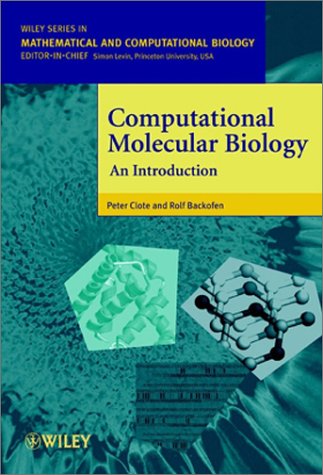 WILEY SERIES IN
MATHEMATICAL AND COMPUTATIONAL BIOLOGY
EDITOR-IN-CHIEF Simon Levin, Princeton University, USA
Computational
Molecular Biology
An Introduction
Peter Clote and Rolf Backofen
WILEY